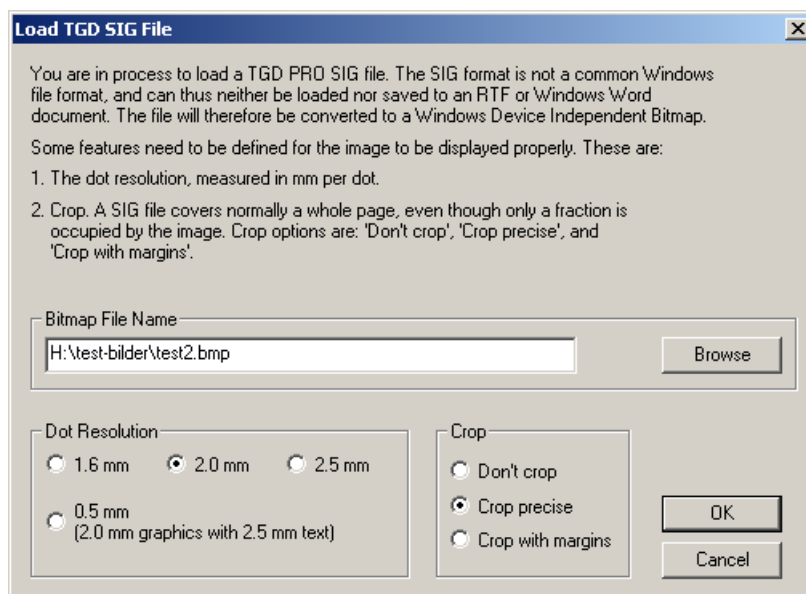 Load TGD SIG File
You are in process to load a TGD PRO SIG file. The SIG format is not a common Windows
file format, and can thus neither be loaded nor saved to an RTF or Windows Word
document. The file will therefore be converted to a Windows Device Independent Bitmap.
Some features need to be defined for the image to be displayed properly. These are:
1. The dot resolution, measured in mm per dot.
2. Crop. A SIG file covers normally a whole page, even though only a fraction is
occupied by the image. Crop options are: 'Don't crop', 'Crop precise', and
'Crop with margins'.
Bitmap File Name
H:\test-bilder\test2.bmp
Browse
Dot Resolution
1.6 mm 2.0 mm 2.5 mm
0.5 mm
(2.0 mm graphics with 2.5 mm text)
Crop
Don't crop
Crop precise
Crop with margins
OK
Cancel